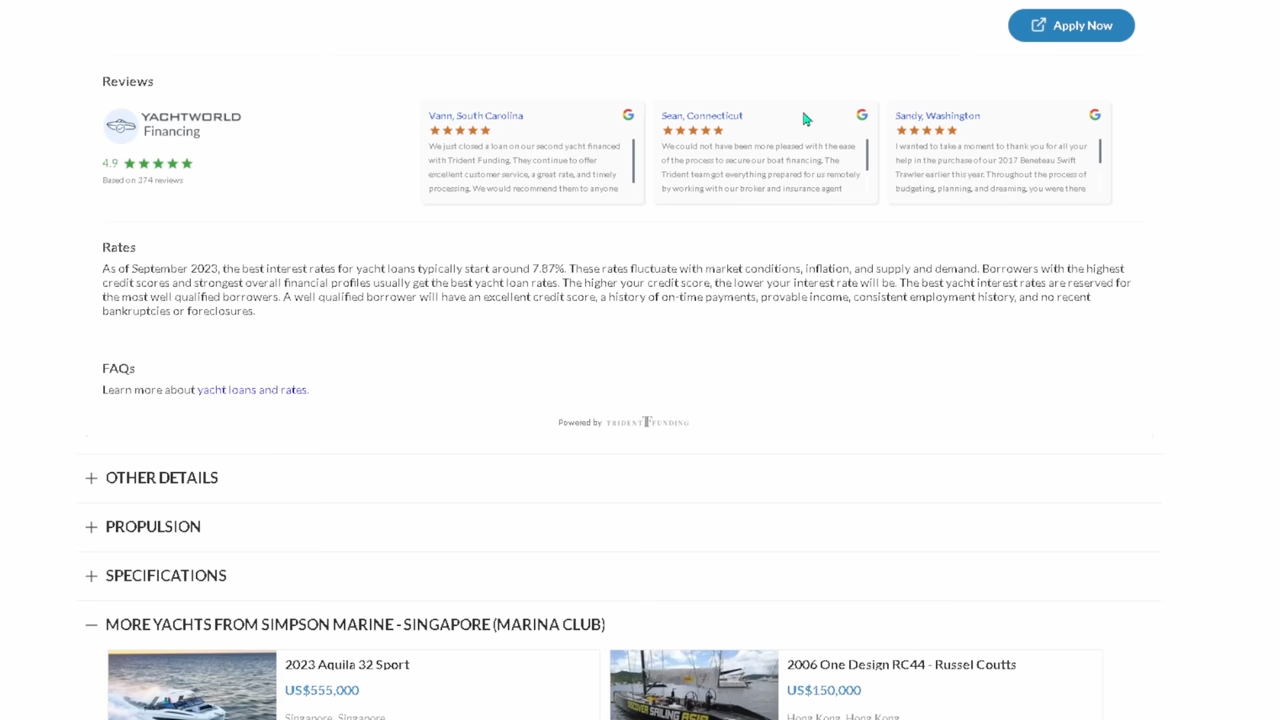 Apply Now
Reviews
YACHTWORLD
Financing
4.9
Based on 374 reviews
Vann, South Carolina
We just closed a loan on our second yacht financed
with Trident Funding. They continue to offer
excellent customer service, a great rate, and timely
processing. We would recommend them to anyone
Sean, Connecticut
We could not have been more pleased with the ease
of the process to secure our boat financing. The
Trident team got everything prepared for us remotely
by working with our broker and insurance agent
Sandy, Washington
I wanted to take a moment to thank you for all your
help in the purchase of our 2017 Beneteau Swift
Trawler earlier this year. Throughout the process of
budgeting, planning, and dreaming, you were there
Rates
As of September 2023, the best interest rates for yacht loans typically start around 7.87%. These rates fluctuate with market conditions, inflation, and supply and demand. Borrowers with the highest
credit scores and strongest overall financial profiles usually get the best yacht loan rates. The higher your credit score, the lower your interest rate will be. The best yacht interest rates are reserved for
the most well qualified borrowers. A well qualified borrower will have an excellent credit score, a history of on-time payments, provable income, consistent employment history, and no recent
bankruptcies or foreclosures.
FAQs
Learn more about yacht loans and rates.
Powered by TRIDENT FUNDING
OTHER DETAILS
PROPULSION
SPECIFICATIONS
MORE YACHTS FROM SIMPSON MARINE - SINGAPORE (MARINA CLUB)
2023 Aquila 32 Sport
US$555,000
Singapore, Singapore
2006 One Design RC44 - Russel Coutts
US$150,000
Hong Kong, Hong Kong
DISCOVER SAILING ASIA